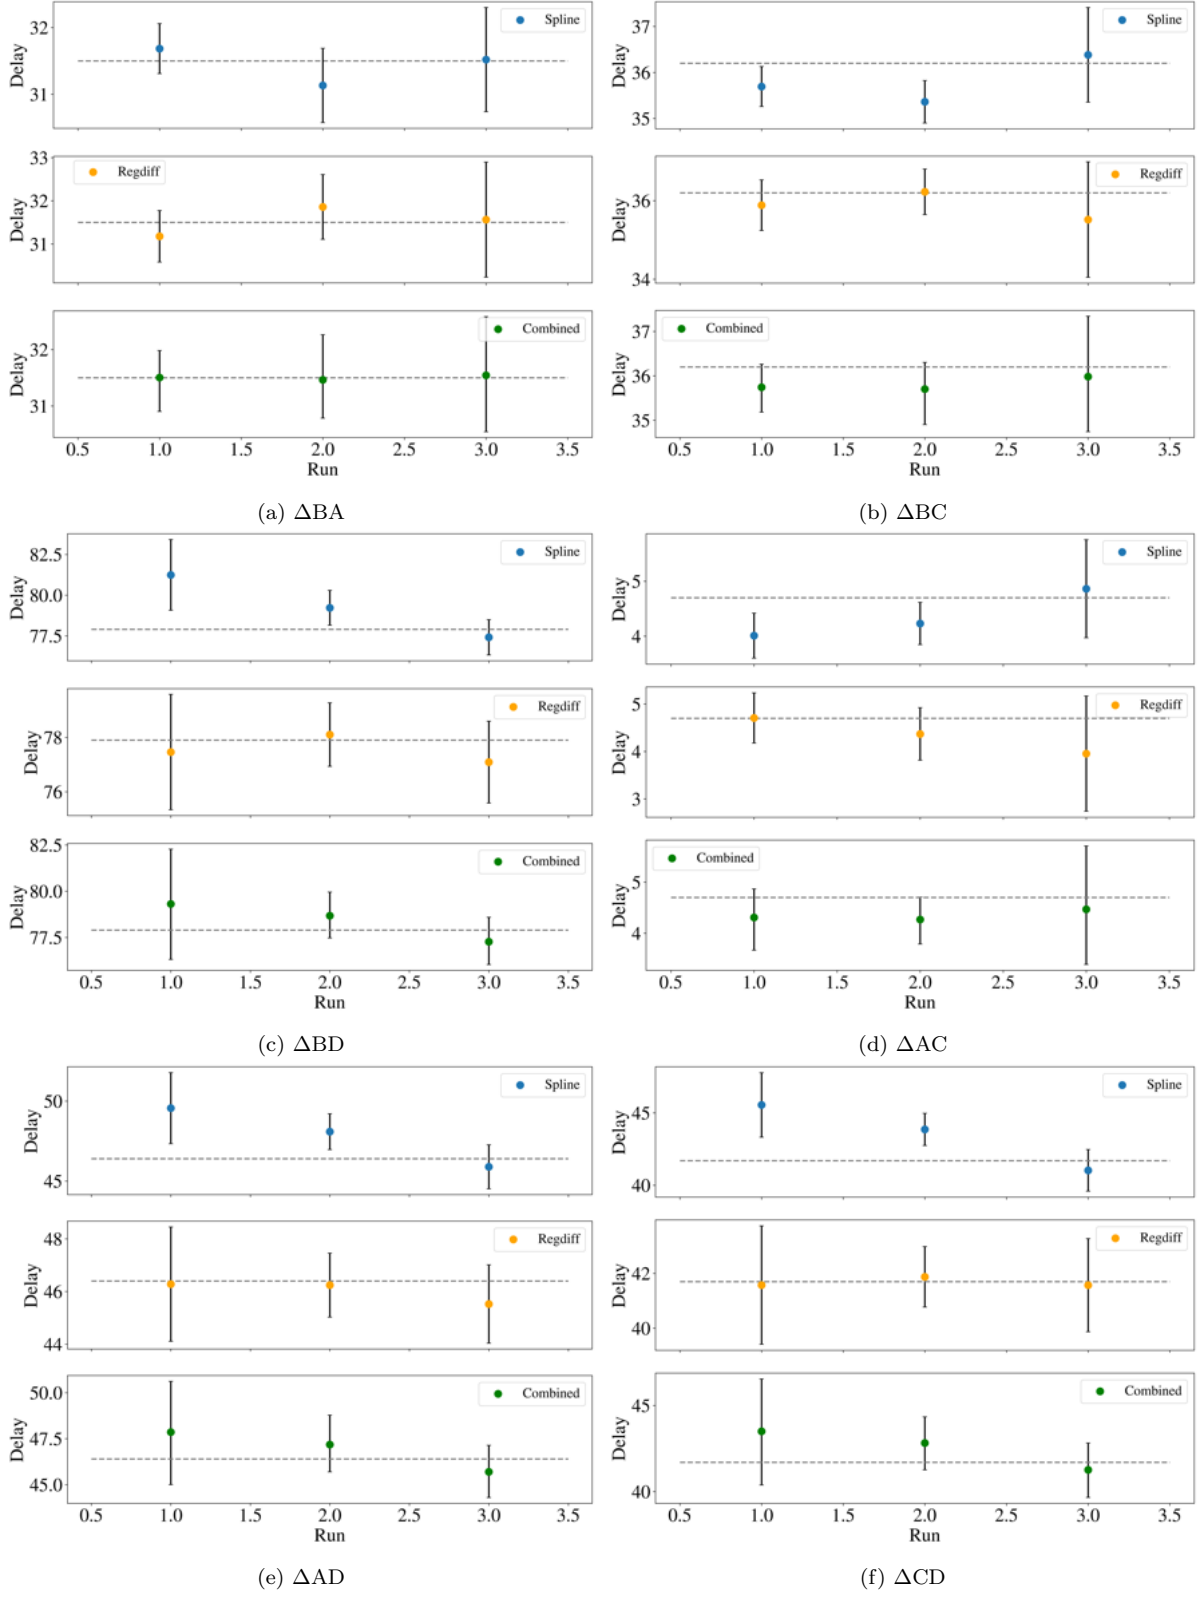 32
31
Delay
Spline
33
32
31
Delay
Regdiff
32
31
Delay
Combined
0.5 1.0 1.5 2.0 2.5 3.0 3.5
Run
(a) ΔBA
37
36
35
Delay
Spline
36
34
Delay
Regdiff
37
36
35
Delay
Combined
0.5 1.0 1.5 2.0 2.5 3.0 3.5
Run
(b) ΔBC
82.5
80.0
77.5
Delay
Spline
78
76
Delay
Regdiff
82.5
80.0
77.5
Delay
Combined
0.5 1.0 1.5 2.0 2.5 3.0 3.5
Run
(c) ΔBD
5
4
Delay
Spline
5
4
3
Delay
Regdiff
5
4
Delay
Combined
0.5 1.0 1.5 2.0 2.5 3.0 3.5
Run
(d) ΔAC
50
45
Delay
Spline
48
46
44
Delay
Regdiff
50.0
47.5
45.0
Delay
Combined
0.5 1.0 1.5 2.0 2.5 3.0 3.5
Run
(e) ΔAD
45
40
Delay
Spline
42
40
Delay
Regdiff
45
40
Delay
Combined
0.5 1.0 1.5 2.0 2.5 3.0 3.5
Run
(f) ΔCD